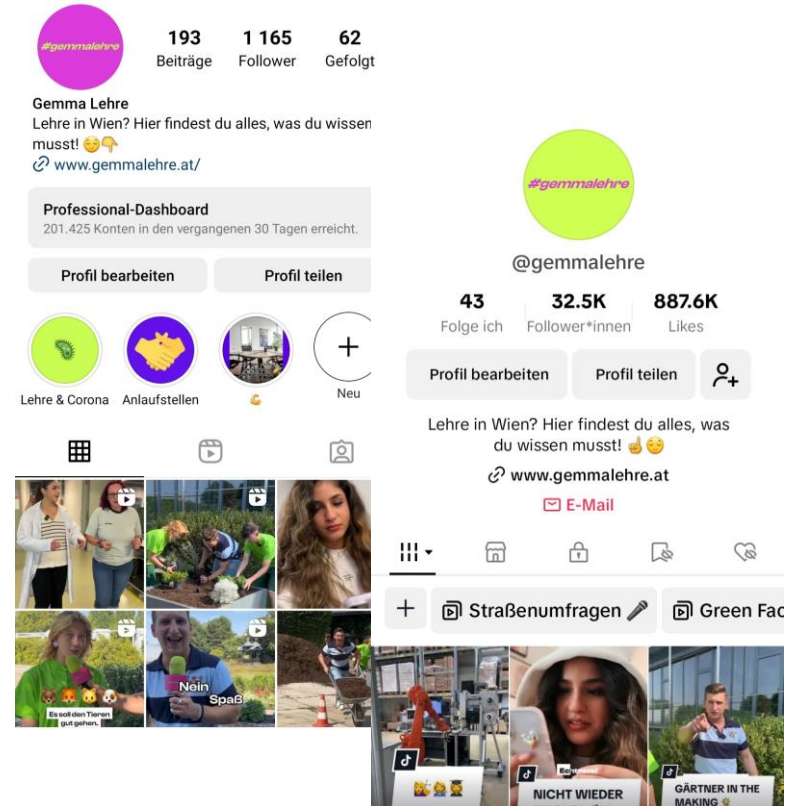 #gemmalehre
193 1 165 62
Beiträge Follower Gefolgt
Gemma Lehre
Lehre in Wien? Hier findest du alles, was du wissen
musst! 😌👇
www.gemmalehre.at/
Professional-Dashboard
201.425 Konten in den vergangenen 30 Tagen erreicht.
Profil bearbeiten Profil teilen
Lehre & Corona Anlaufstellen 💪 Neu
Es soll den Tieren
gut gehen.
Nein
Spaß.
#gemmalehre
@gemmalehre
43 32.5K 887.6K
Folge ich Follower*innen Likes
Profil bearbeiten Profil teilen
Lehre in Wien? Hier findest du alles, was
du wissen musst! ☝️😌
www.gemmalehre.at
E-Mail
Straßenumfragen 🎤 Green Fac
NICHT WIEDER
GÄRTNER IN THE
MAKING